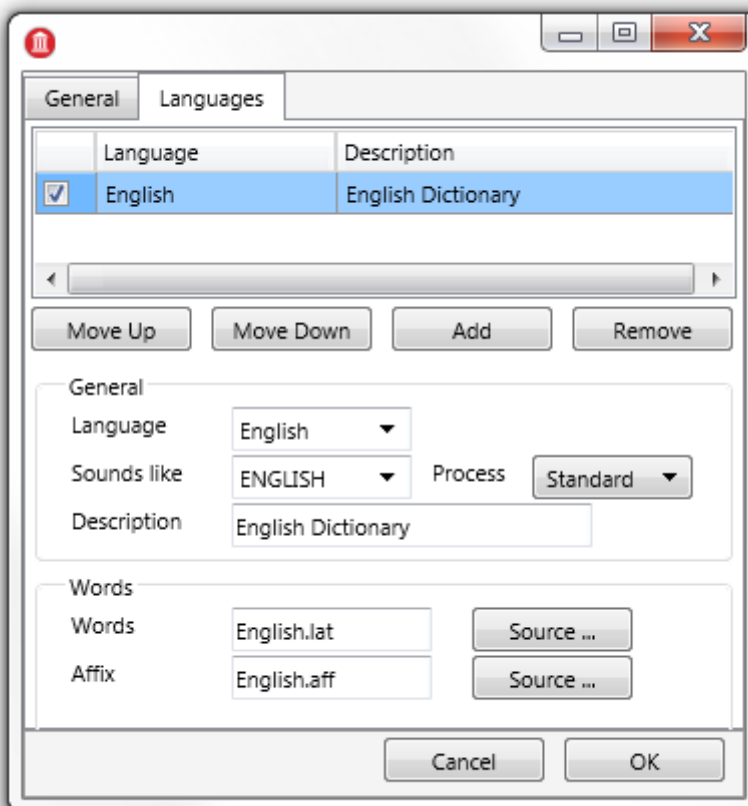 General Languages
Language Description
English English Dictionary
Move Up Move Down Add Remove
General
Language English
Sounds like ENGLISH Process Standard
Description English Dictionary
Words
Words English.lat Source ...
Affix English.aff Source ...
Cancel OK